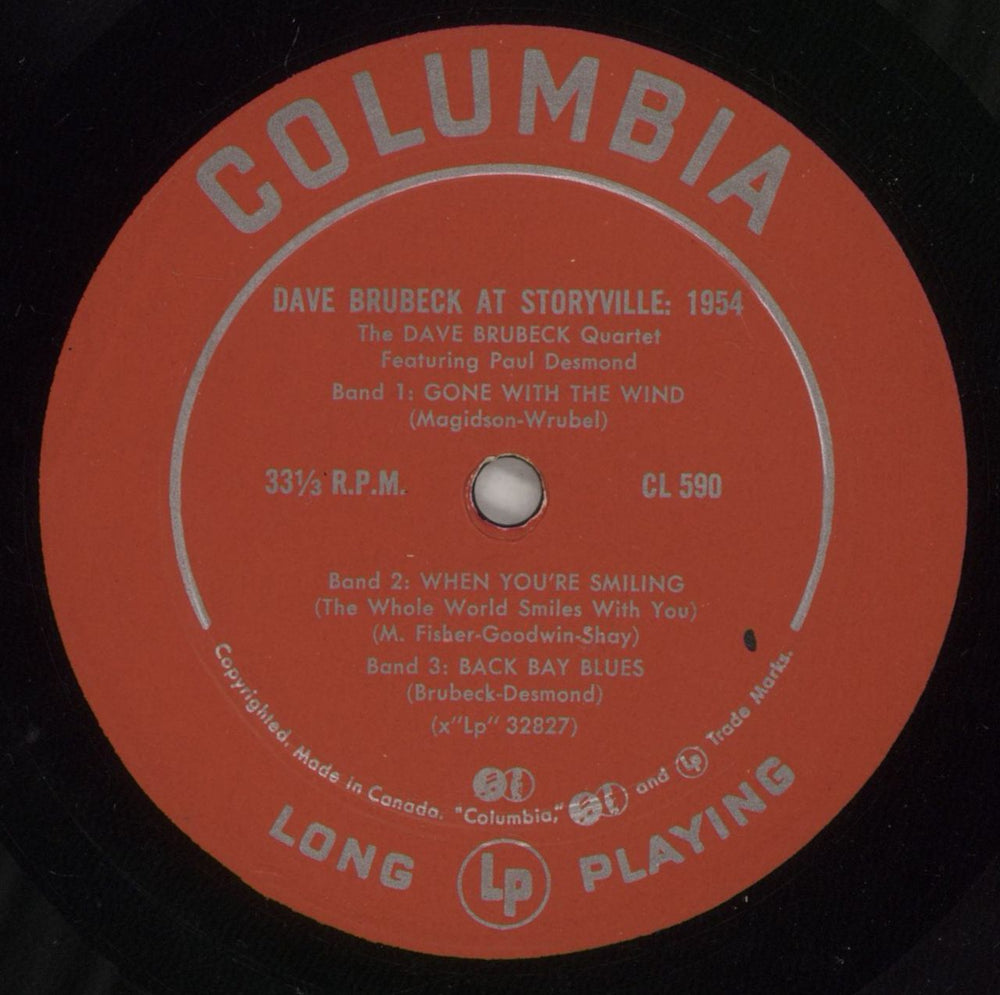 COLUMBIA
DAVE BRUBECK AT STORYVILLE: 1954
The DAVE BRUBECK Quartet
Featuring Paul Desmond
Band 1: GONE WITH THE WIND
(Magidson-Wrubel)
33⅓ R.P.M. CL 590
Band 2: WHEN YOU'RE SMILING
(The Whole World Smiles With You)
(M. Fisher-Goodwin-Shay)
Band 3: BACK BAY BLUES
(Brubeck-Desmond)
(x"Lp" 32827)
Copyrighted. Made in Canada. "Columbia," and Lp Trade Marks.
LONG Lp PLAYING